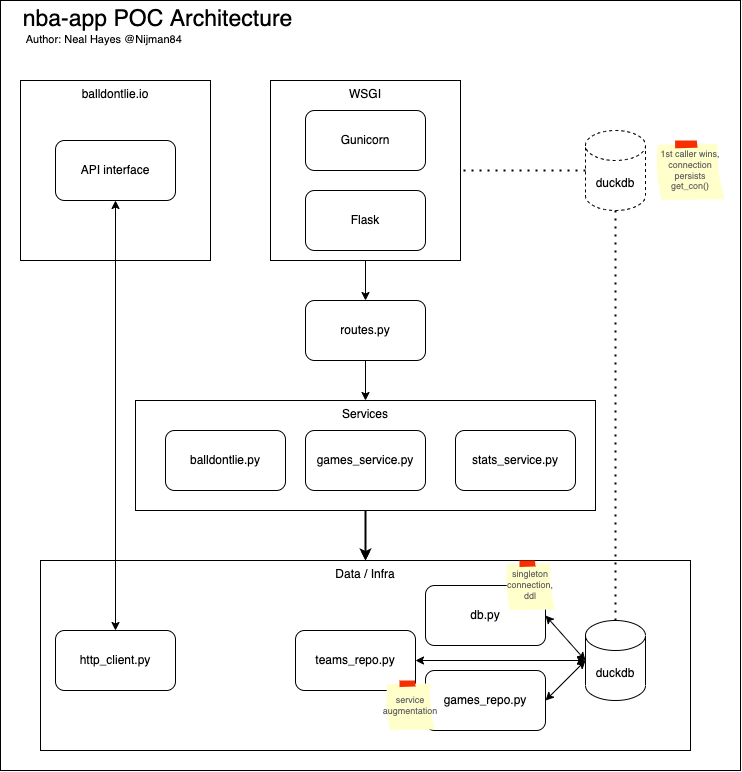 nba-app POC Architecture
Author: Neal Hayes @Nijman84
balldontlie.io
API interface
WSGI
Gunicorn
Flask
duckdb
1st caller wins,
connection
persists
get_con()
routes.py
Services
balldontlie.py
games_service.py
stats_service.py
Data / Infra
singleton
connection,
ddl
db.py
http_client.py
teams_repo.py
duckdb
service
augmentation
games_repo.py